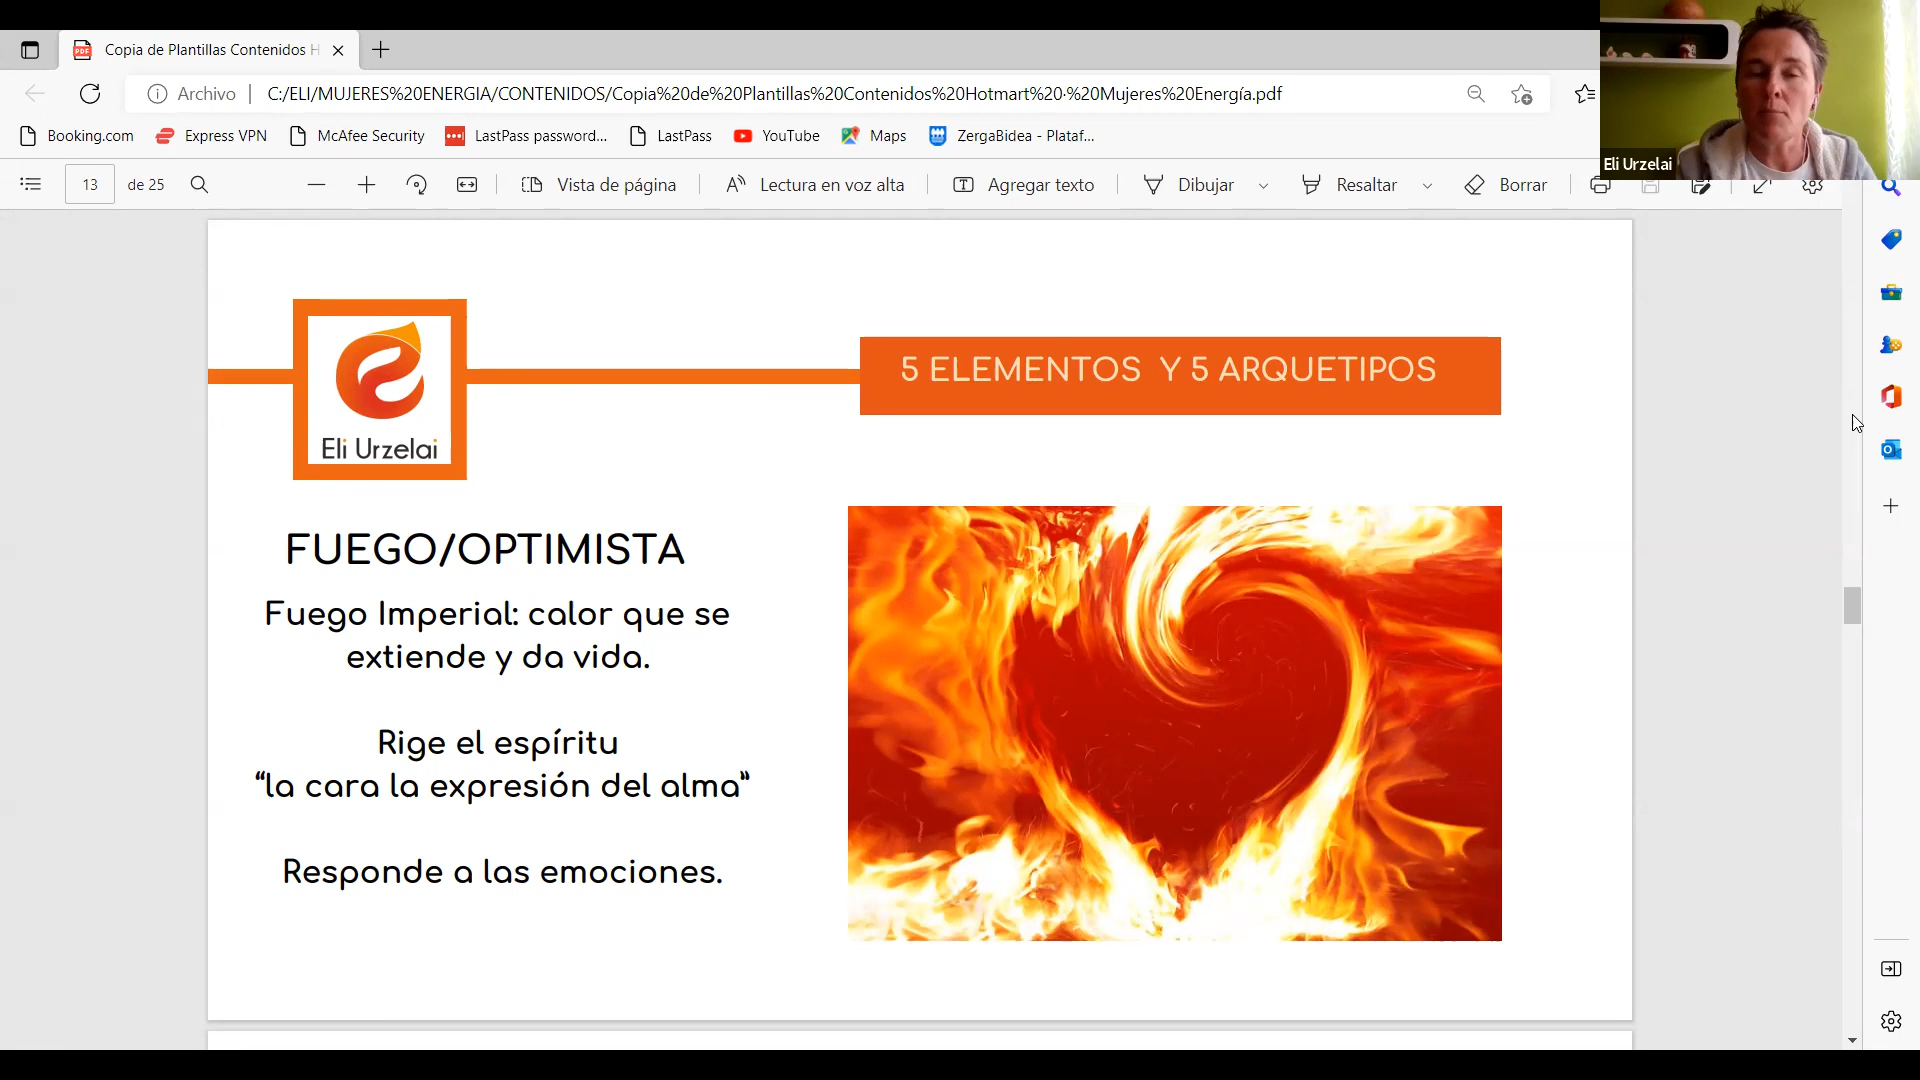 Copia de Plantillas Contenidos H
Archivo
C:/ELI/MUJERES%20ENERGIA/CONTENIDOS/Copia%20de%20Plantillas%20Contenidos%20Hotmart%20·%20Mujeres%20Energía.pdf
Booking.com
Express VPN
McAfee Security
LastPass password...
LastPass
YouTube
Maps
ZergaBidea - Plataf...
Eli Urzelai
13 de 25
Vista de página
Lectura en voz alta
Agregar texto
Dibujar
Resaltar
Borrar
5 ELEMENTOS Y 5 ARQUETIPOS
Eli Urzelai
FUEGO/OPTIMISTA
Fuego Imperial: calor que se
extiende y da vida.
Rige el espíritu
“la cara la expresión del alma”
Responde a las emociones.